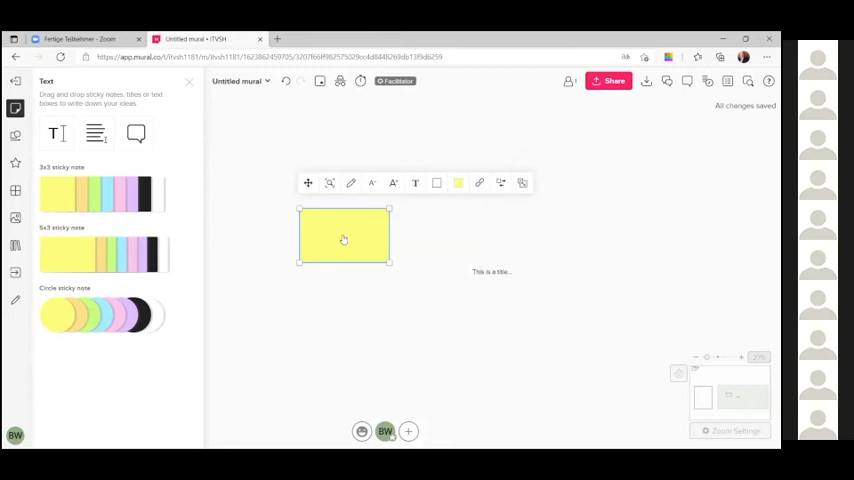 Fertige Teilnehmer - Zoom
Untitled mural • ITVSH
Untitled mural
Facilitator
1
Share
All changes saved
Text
Drag and drop sticky notes, titles or text
boxes to write down your ideas.
T
3x3 sticky note
A-
A+
T
5x3 sticky note
This is a title...
Circle sticky note
27%
BW
BW
Zoom Settings